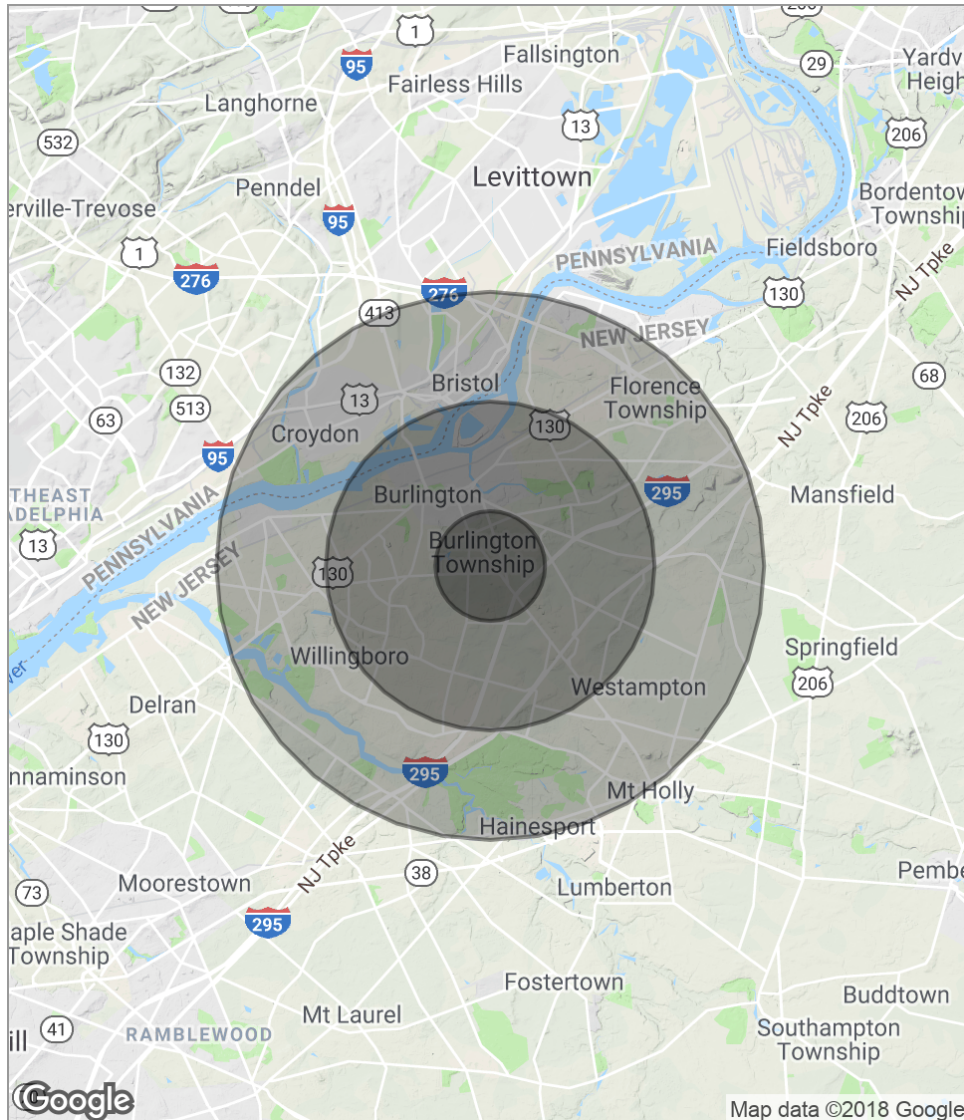 1
Fallsington
29
Yardv
Heigh
95
Fairless Hills
Langhorne
13
206
532
Levittown
Penndel
Bordentow
Township
erville-Trevose
95
1
PENNSYLVANIA
Fieldsboro
276
276
130
NJ Tpke
413
NEW JERSEY
132
Bristol
Florence
Township
68
13
513
63
130
206
NJ Tpke
Croydon
95
THEAST
ADELPHIA
Burlington
295
Mansfield
13
PENNSYLVANIA
Burlington
Township
130
NEW JERSEY
Willingboro
Springfield
206
Westampton
Delran
130
nnaminson
295
Mt Holly
Hainesport
NJ Tpke
38
73
Moorestown
Lumberton
Pembe
295
aple Shade
Township
Fostertown
Buddtown
41
Mt Laurel
ill
RAMBLEWOOD
Southampton
Township
Google
Map data ©2018 Google